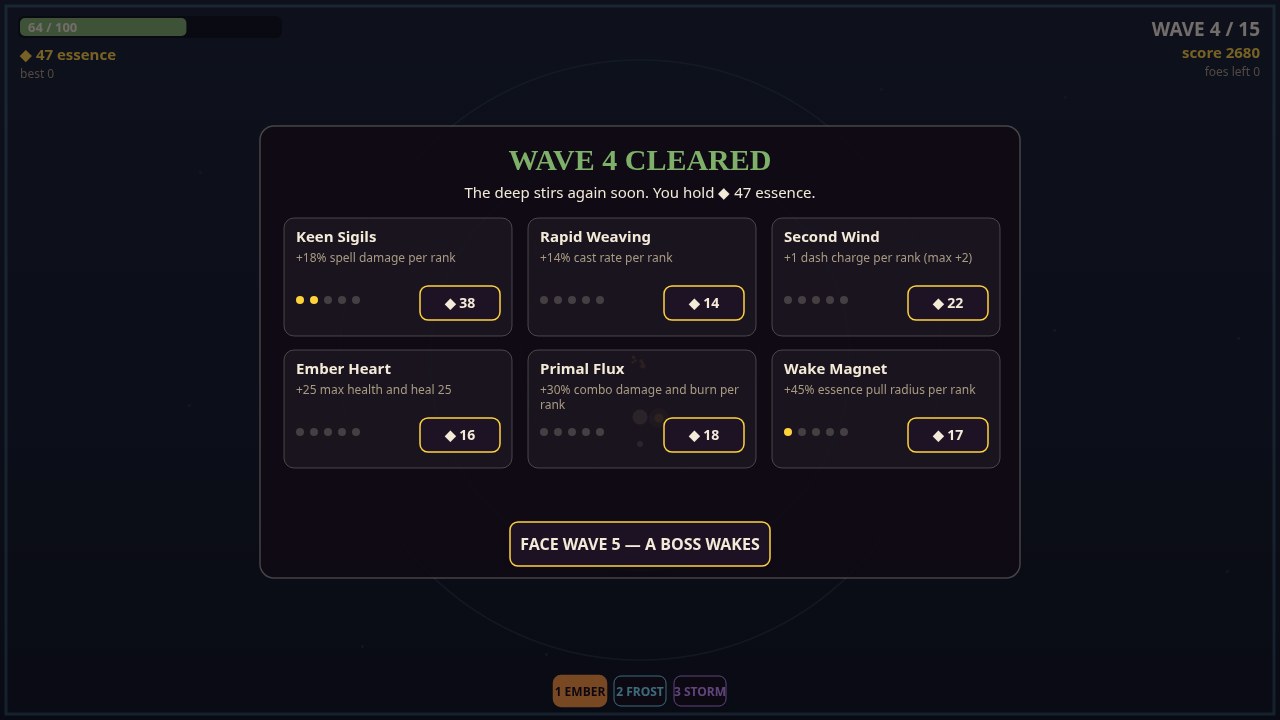 64 / 100
◆ 47 essence
best 0
WAVE 4 / 15
score 2680
foes left 0
WAVE 4 CLEARED
The deep stirs again soon. You hold ◆ 47 essence.
Keen Sigils
+18% spell damage per rank
◆ 38
Rapid Weaving
+14% cast rate per rank
◆ 14
Second Wind
+1 dash charge per rank (max +2)
◆ 22
Ember Heart
+25 max health and heal 25
◆ 16
Primal Flux
+30% combo damage and burn per
rank
◆ 18
Wake Magnet
+45% essence pull radius per rank
◆ 17
FACE WAVE 5 — A BOSS WAKES
1 EMBER
2 FROST
3 STORM